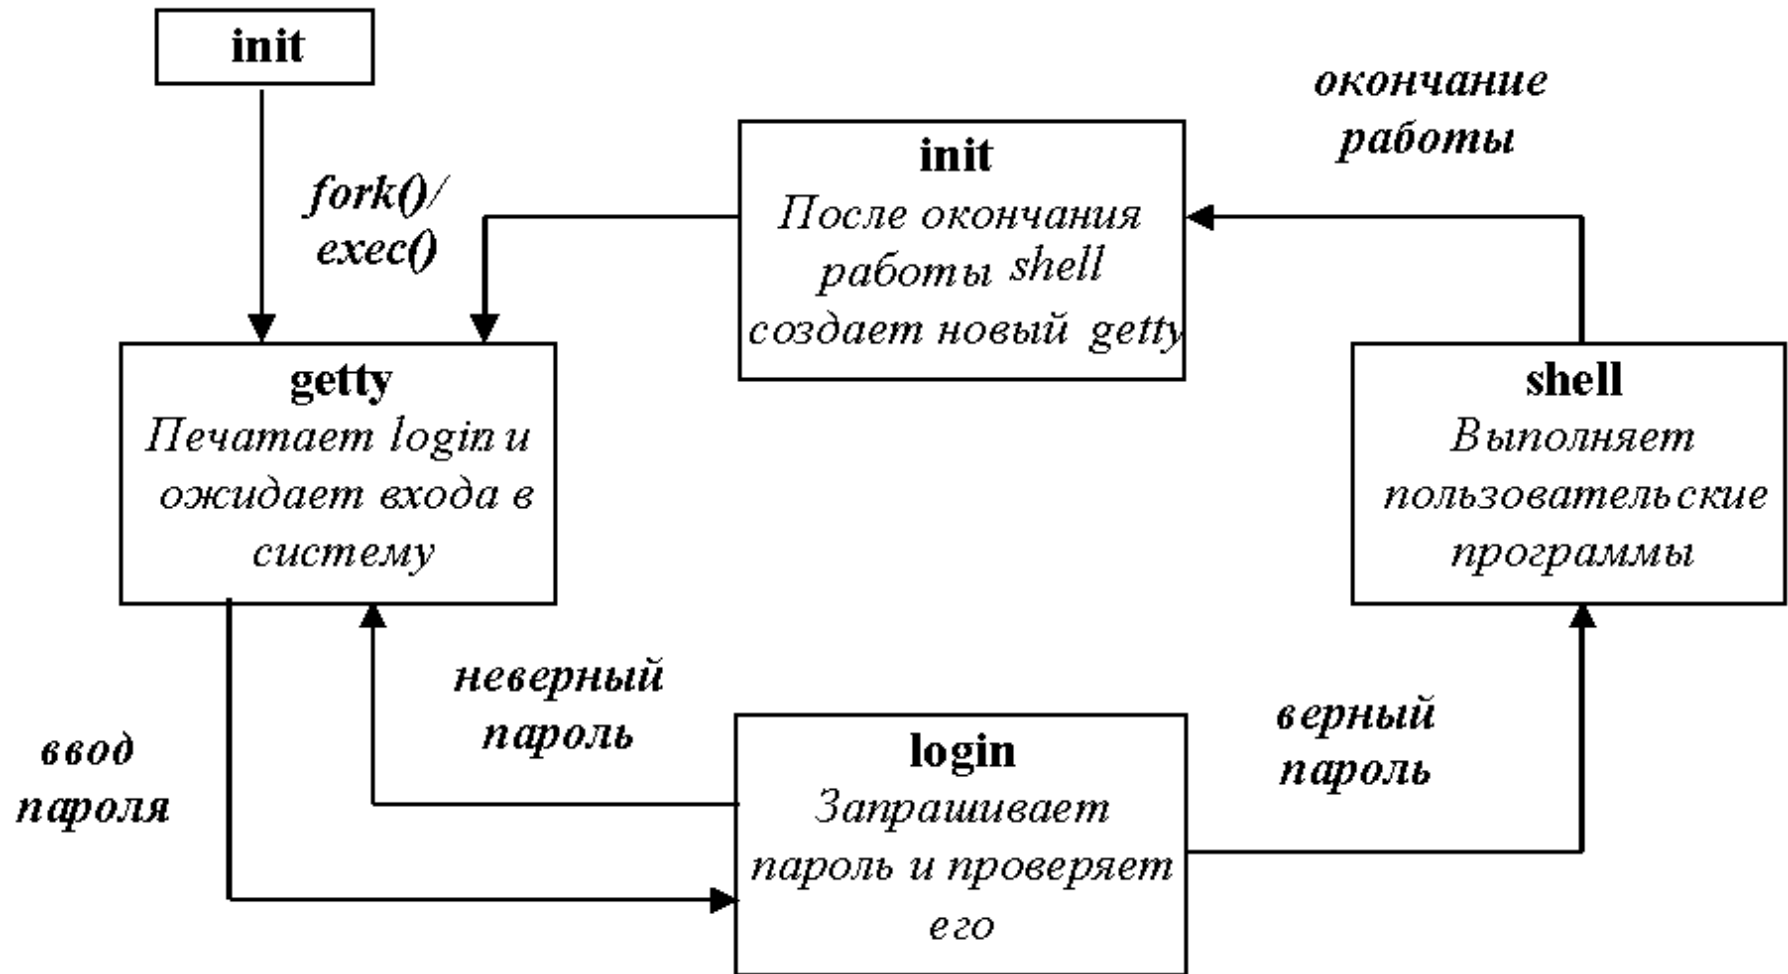 init
fork()/
exec()
init
После окончания
работы shell
создает новый getty
окончание
работы
getty
Печатает login и
ожидает входа в
систему
shell
Выполняет
пользовательские
программы
ввод
пароля
неверный
пароль
login
Запрашивает
пароль и проверяет
его
верный
пароль